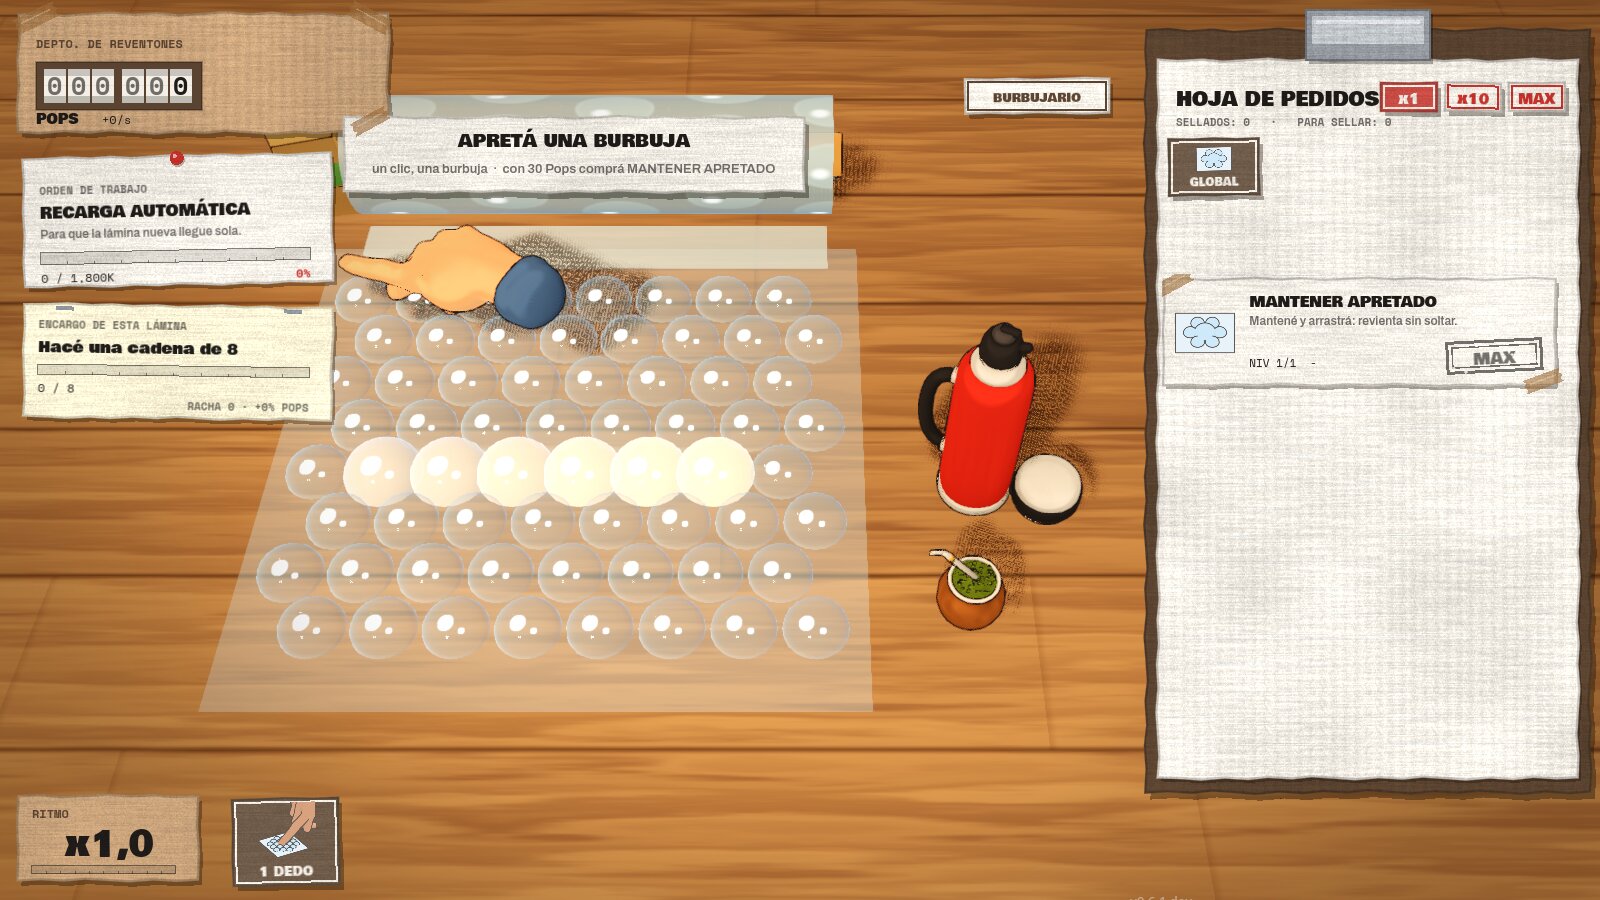 DEPTO. DE REVENTONES
000 000
POPS +0/s
ORDEN DE TRABAJO
RECARGA AUTOMÁTICA
Para que la lámina nueva llegue sola.
0 / 1.800K 0%
ENCARGO DE ESTA LÁMINA
Hacé una cadena de 8
0 / 8
RACHA 0 · +0% POPS
APRETÁ UNA BURBUJA
un clic, una burbuja · con 30 Pops comprá MANTENER APRETADO
BURBUJARIO
HOJA DE PEDIDOS x1 x10 MAX
SELLADOS: 0 · PARA SELLAR: 0
GLOBAL
MANTENER APRETADO
Mantené y arrastrá: revienta sin soltar.
NIV 1/1 -
MAX
RITMO
x1,0
1 DEDO